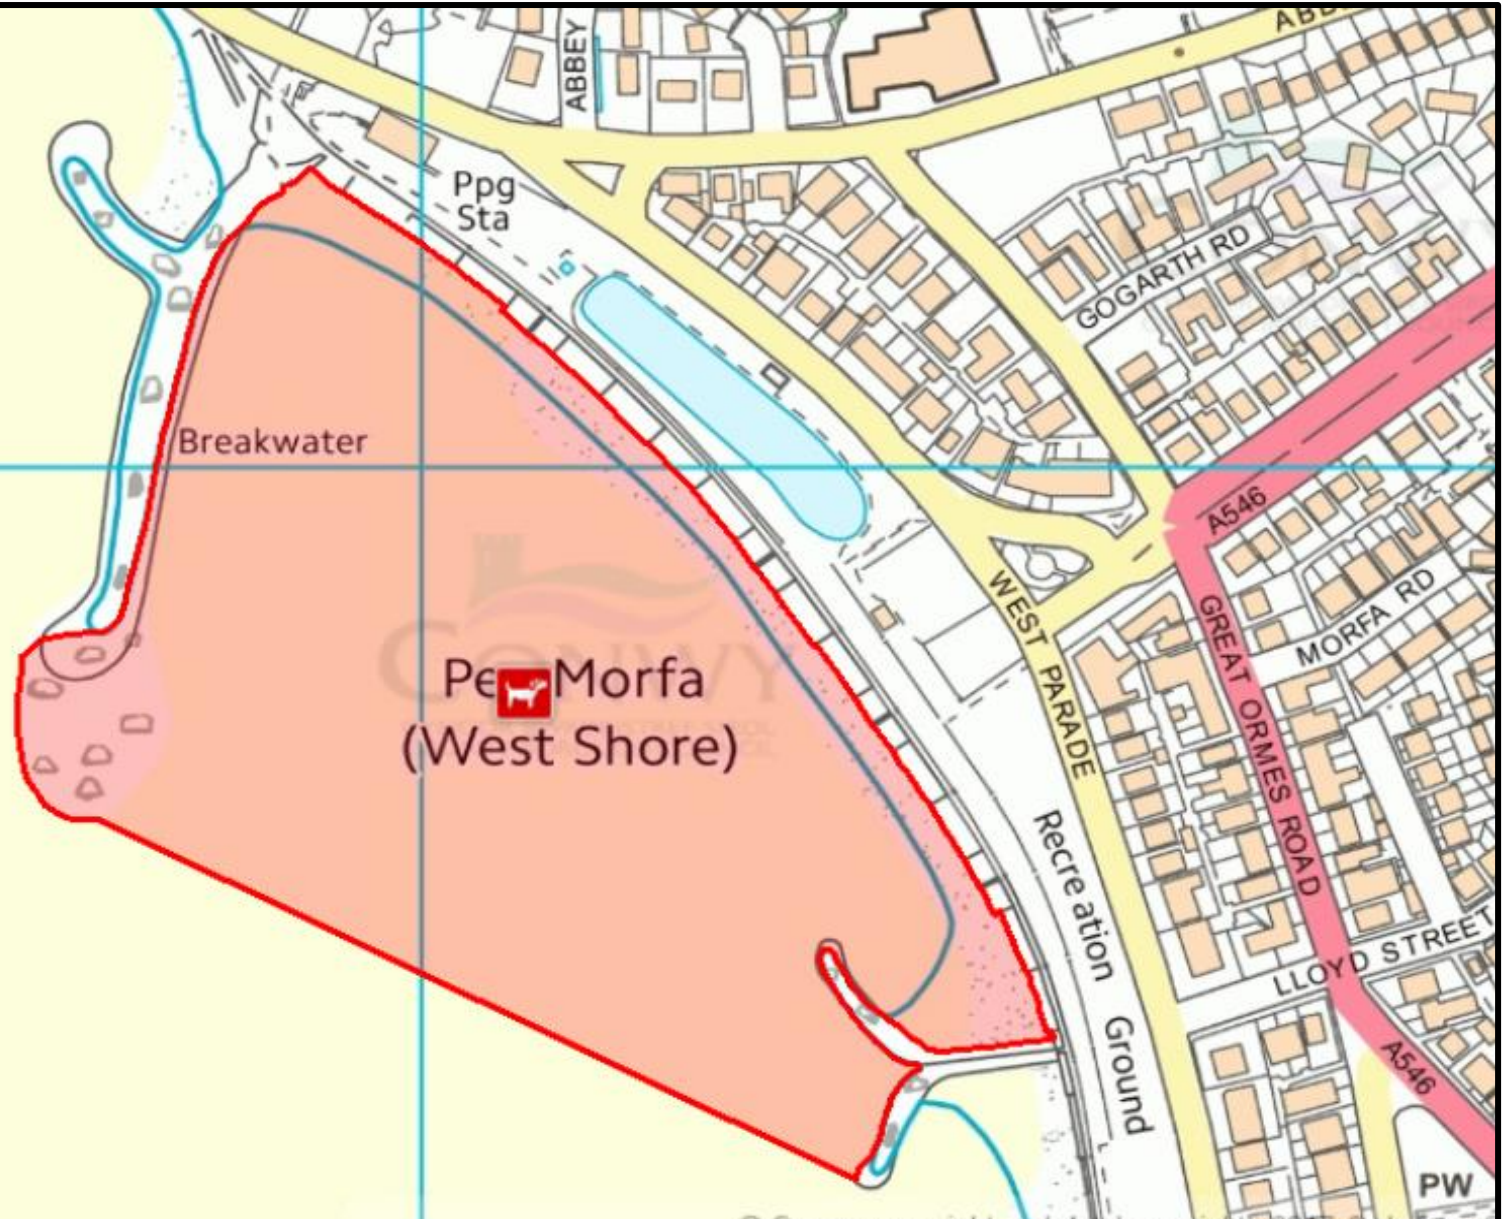 ABBEY
Ppg
Sta
GOGARTH RD
Breakwater
A546
MORFA RD
WEST PARADE
GREAT ORMES ROAD
CONWY
Morfa
(West Shore)
Recreation Ground
LLOYD STREET
A546
PW